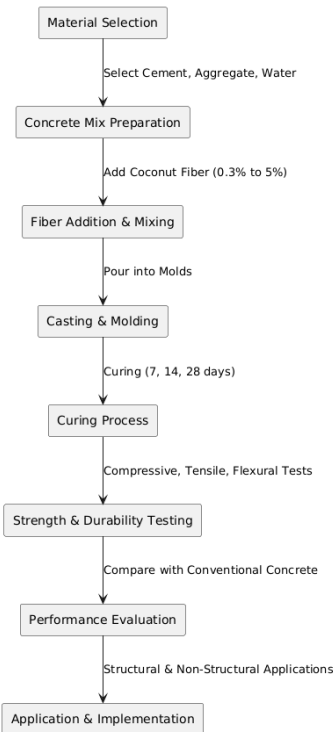 Material Selection
Select Cement, Aggregate, Water
Concrete Mix Preparation
Add Coconut Fiber (0.3% to 5%)
Fiber Addition & Mixing
Pour into Molds
Casting & Molding
Curing (7, 14, 28 days)
Curing Process
Compressive, Tensile, Flexural Tests
Strength & Durability Testing
Compare with Conventional Concrete
Performance Evaluation
Structural & Non-Structural Applications
Application & Implementation